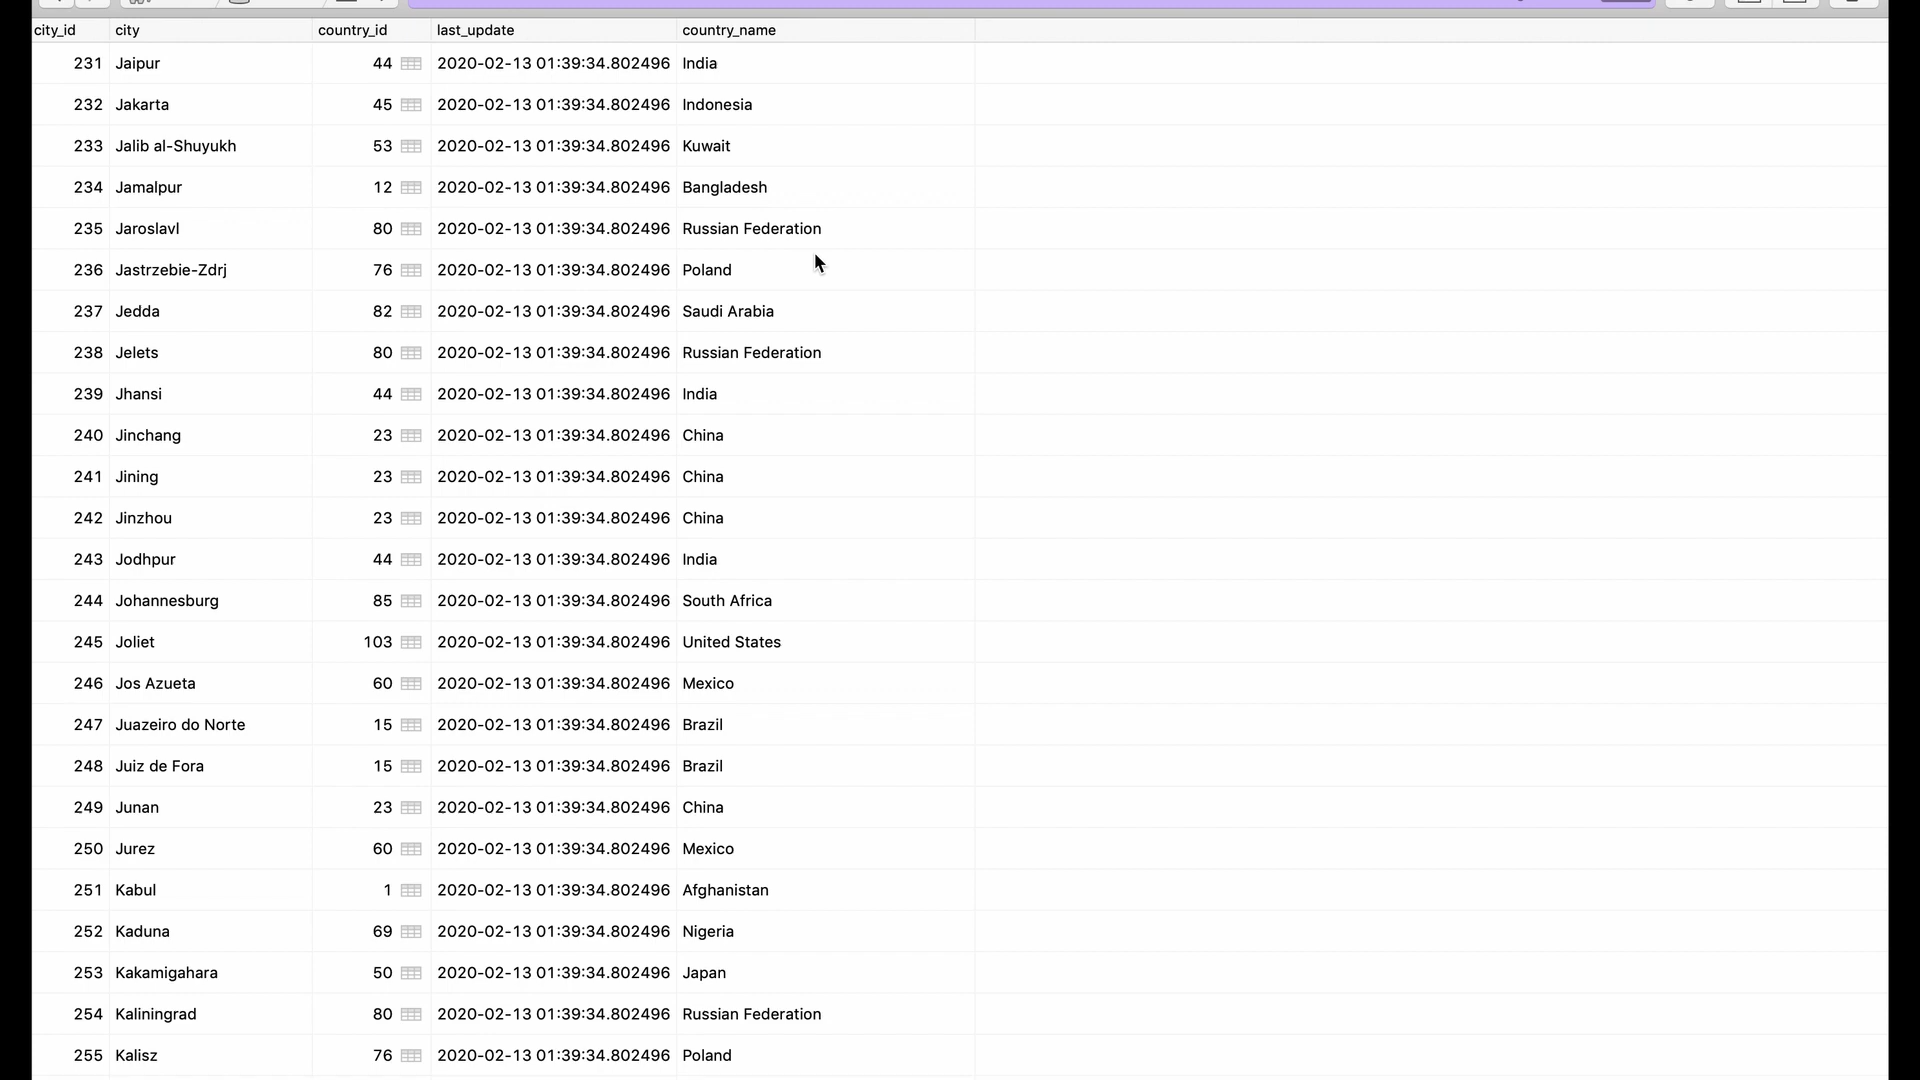 city_id city country_id last_update country_name
231 Jaipur 44 2020-02-13 01:39:34.802496 India
232 Jakarta 45 2020-02-13 01:39:34.802496 Indonesia
233 Jalib al-Shuyukh 53 2020-02-13 01:39:34.802496 Kuwait
234 Jamalpur 12 2020-02-13 01:39:34.802496 Bangladesh
235 Jaroslavl 80 2020-02-13 01:39:34.802496 Russian Federation
236 Jastrzebie-Zdrj 76 2020-02-13 01:39:34.802496 Poland
237 Jedda 82 2020-02-13 01:39:34.802496 Saudi Arabia
238 Jelets 80 2020-02-13 01:39:34.802496 Russian Federation
239 Jhansi 44 2020-02-13 01:39:34.802496 India
240 Jinchang 23 2020-02-13 01:39:34.802496 China
241 Jining 23 2020-02-13 01:39:34.802496 China
242 Jinzhou 23 2020-02-13 01:39:34.802496 China
243 Jodhpur 44 2020-02-13 01:39:34.802496 India
244 Johannesburg 85 2020-02-13 01:39:34.802496 South Africa
245 Joliet 103 2020-02-13 01:39:34.802496 United States
246 Jos Azueta 60 2020-02-13 01:39:34.802496 Mexico
247 Juazeiro do Norte 15 2020-02-13 01:39:34.802496 Brazil
248 Juiz de Fora 15 2020-02-13 01:39:34.802496 Brazil
249 Junan 23 2020-02-13 01:39:34.802496 China
250 Jurez 60 2020-02-13 01:39:34.802496 Mexico
251 Kabul 1 2020-02-13 01:39:34.802496 Afghanistan
252 Kaduna 69 2020-02-13 01:39:34.802496 Nigeria
253 Kakamigahara 50 2020-02-13 01:39:34.802496 Japan
254 Kaliningrad 80 2020-02-13 01:39:34.802496 Russian Federation
255 Kalisz 76 2020-02-13 01:39:34.802496 Poland